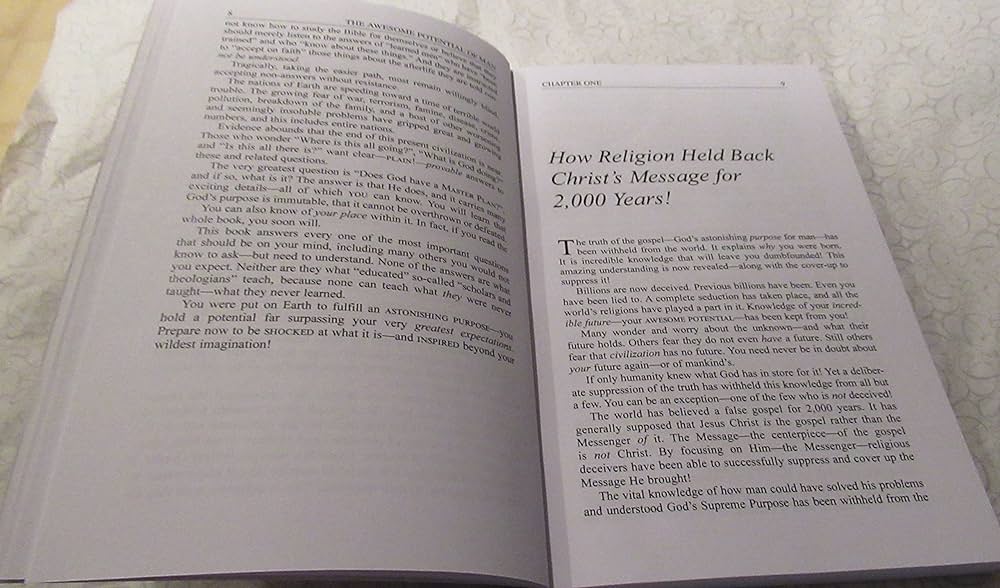 8
THE AWESOME POTENTIAL OF MAN
not know how to study the Bible for themselves or believe that they
should merely listen to the answers of “learned men” who have been
trained” and who “know about these things.” And they are instructed
to “accept on faith” those things about the afterlife they are told can-
not be understood.
Tragically, taking the easier path, most remain willingly blind,
accepting non-answers without resistance.
The nations of Earth are speeding toward a time of terrible world
trouble. The growing fear of war, terrorism, famine, disease, crime,
pollution, breakdown of the family, and a host of other worsening
and seemingly insoluble problems have gripped great and growing
numbers, and this includes entire nations.
Evidence abounds that the end of this present civilization is near.
Those who wonder “Where is this all going?”, “What is God doing?”
and “Is this all there is?” want clear—PLAIN!—provable answers to
these and related questions.
The very greatest question is “Does God have a MASTER PLAN?”
and if so, what is it? The answer is that He does, and it carries many
exciting details—all of which YOU can know. You will learn that
God’s purpose is immutable, that it cannot be overthrown or defeated.
You can also know of your place within it. In fact, if you read the
whole book, you soon will.
This book answers every one of the most important questions
that should be on your mind, including many others you would not
know to ask—but need to understand. None of the answers are what
you expect. Neither are they what “educated” so-called “scholars and
theologians” teach, because none can teach what they were never
taught—what they never learned.
You were put on Earth to fulfill an ASTONISHING PURPOSE—you
hold a potential far surpassing your very greatest expectations.
Prepare now to be SHOCKED at what it is—and INSPIRED beyond your
wildest imagination!
CHAPTER ONE
9
How Religion Held Back
Christ’s Message for
2,000 Years!
The truth of the gospel—God’s astonishing purpose for man—has
been withheld from the world. It explains why you were born.
It is incredible knowledge that will leave you dumbfounded! This
amazing understanding is now revealed—along with the cover-up to
suppress it!
Billions are now deceived. Previous billions have been. Even you
have been lied to. A complete seduction has taken place, and all the
world’s religions have played a part in it. Knowledge of your incred-
ible future—your AWESOME POTENTIAL—has been kept from you!
Many wonder and worry about the unknown—and what their
future holds. Others fear they do not even have a future. Still others
fear that civilization has no future. You need never be in doubt about
your future again—or of mankind’s.
If only humanity knew what God has in store for it! Yet a deliber-
ate suppression of the truth has withheld this knowledge from all but
a few. You can be an exception—one of the few who is not deceived!
The world has believed a false gospel for 2,000 years. It has
generally supposed that Jesus Christ is the gospel rather than the
Messenger of it. The Message—the centerpiece—of the gospel
is not Christ. By focusing on Him—the Messenger—religious
deceivers have been able to successfully suppress and cover up the
Message He brought!
The vital knowledge of how man could have solved his problems
and understood God’s Supreme Purpose has been withheld from the